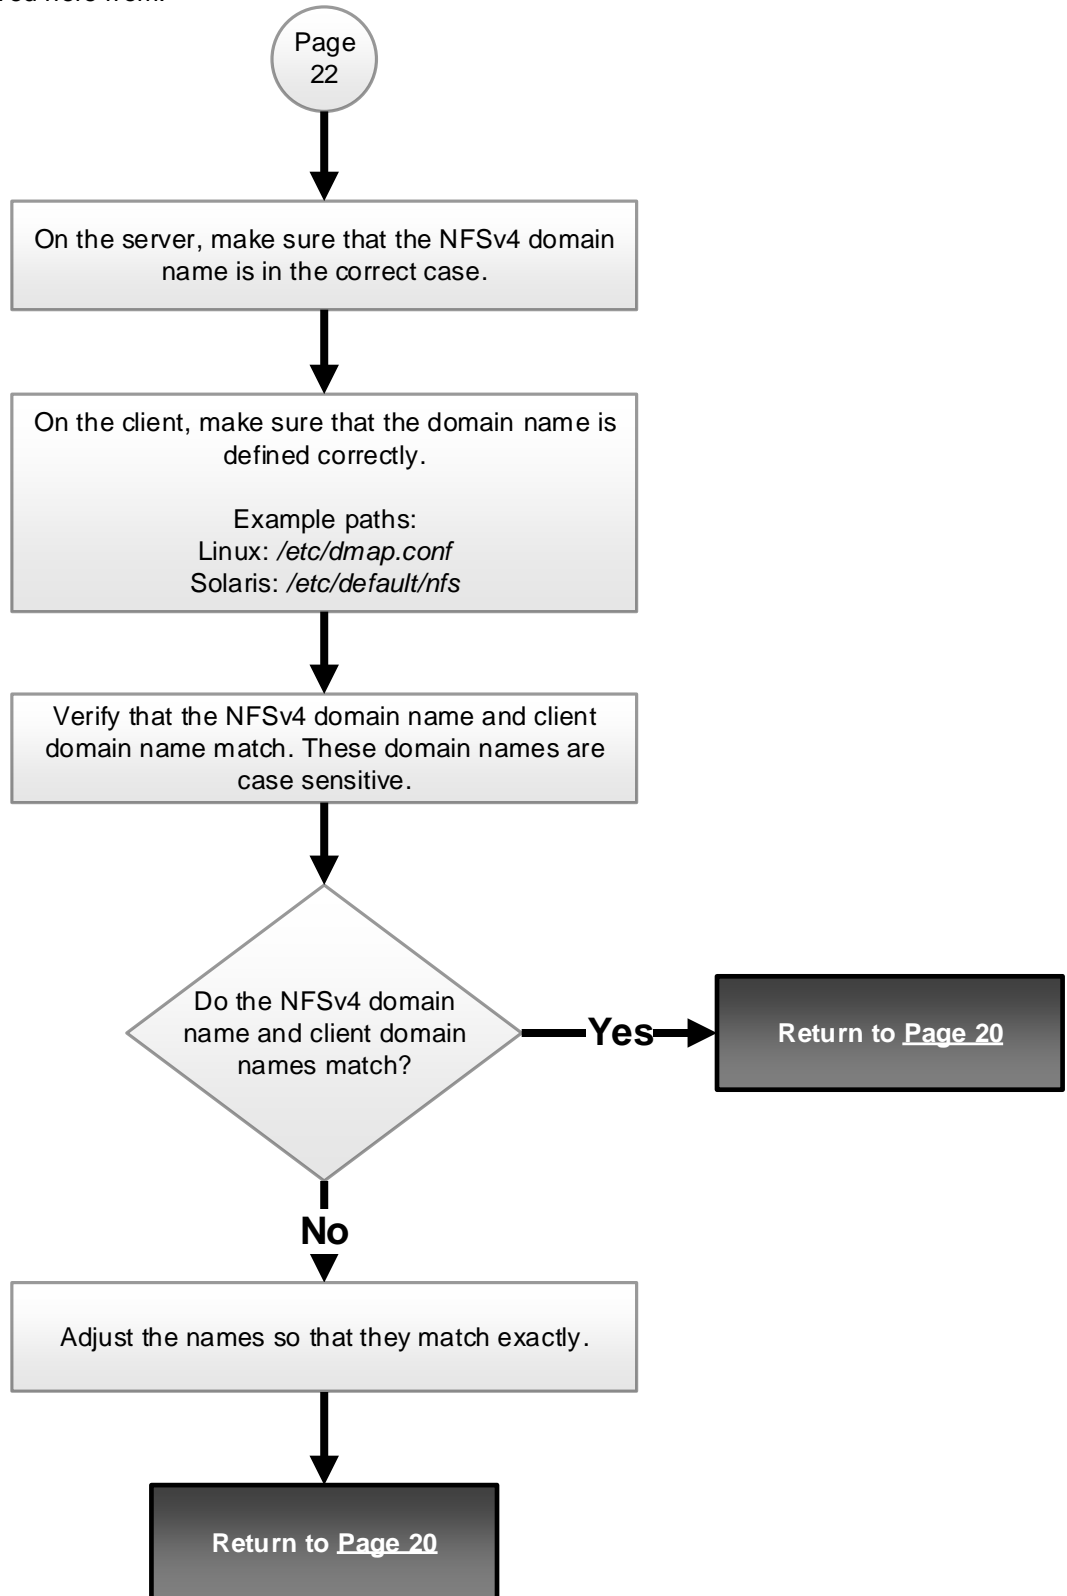 here from:
Page
22
On the server, make sure that the NFSv4 domain
name is in the correct case.
On the client, make sure that the domain name is
defined correctly.
Example paths:
Linux: /etc/dmap.conf
Solaris: /etc/default/nfs
Verify that the NFSv4 domain name and client
domain name match. These domain names are
case sensitive.
Do the NFSv4 domain
name and client domain
names match?
Yes
Return to Page 20
No
Adjust the names so that they match exactly.
Return to Page 20